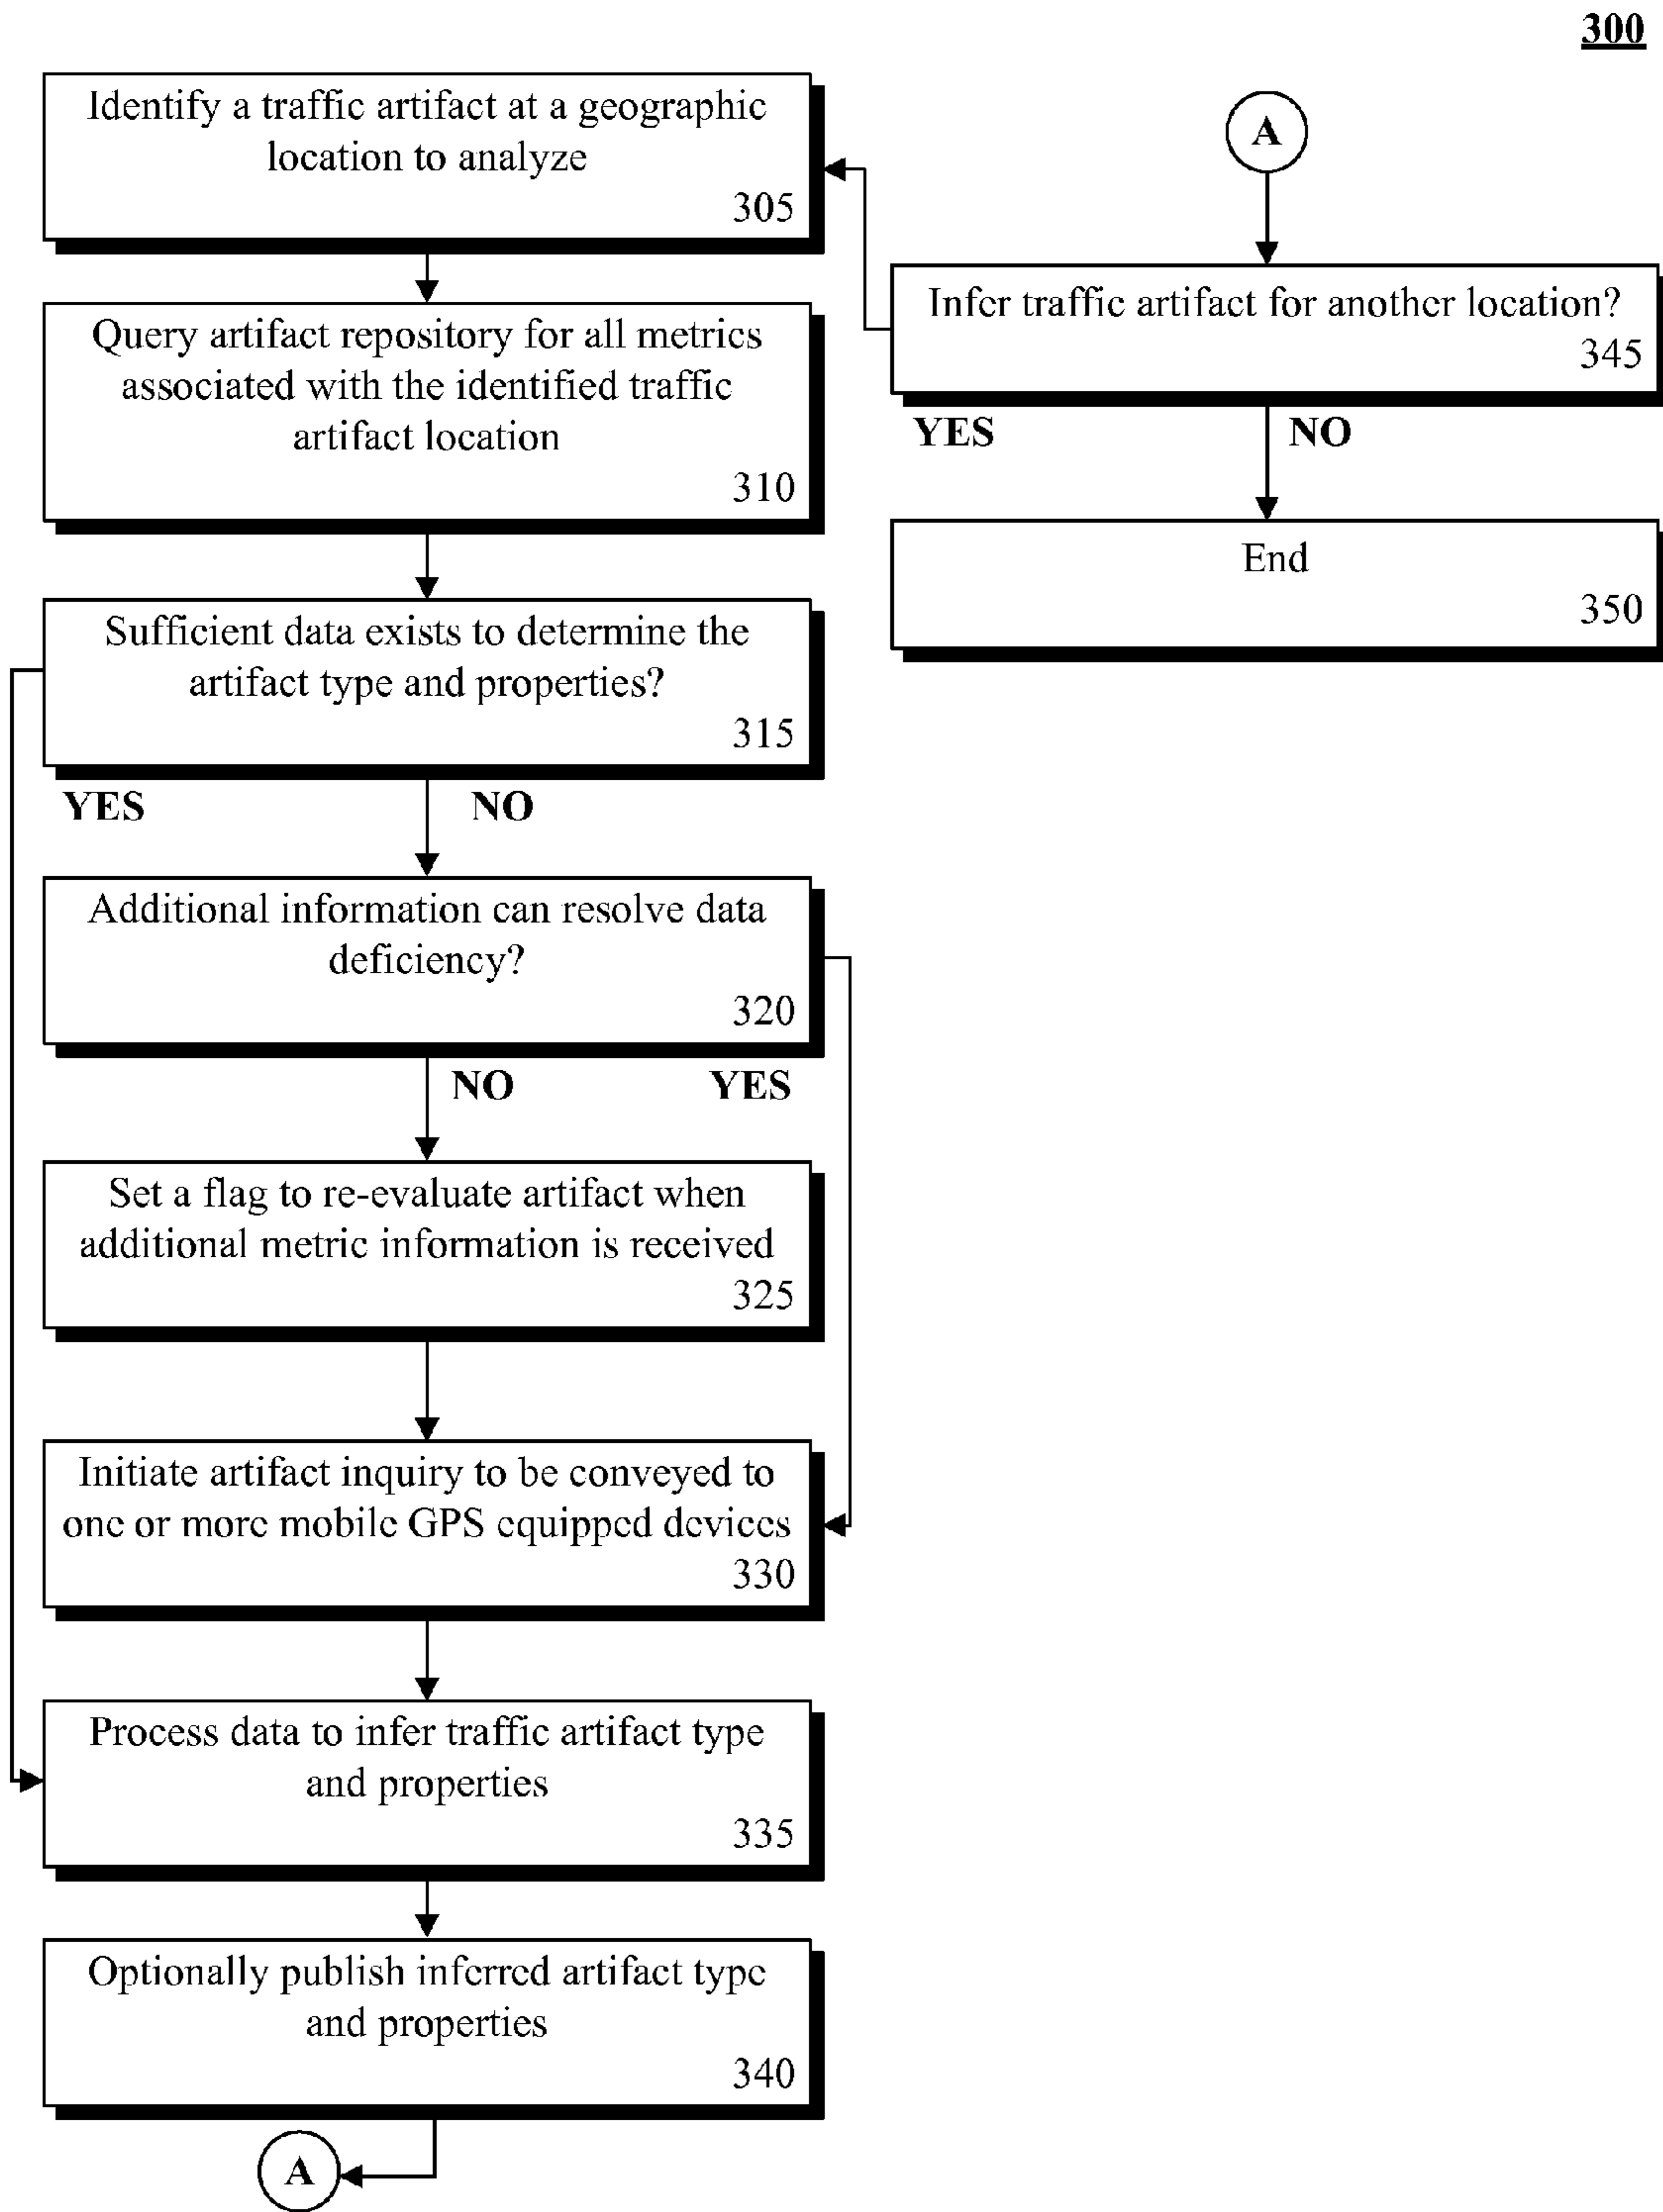 300
Identify a traffic artifact at a geographic
location to analyze
305
Query artifact repository for all metrics
associated with the identified traffic
artifact location
310
Sufficient data exists to determine the
artifact type and properties?
315
YES
NO
Additional information can resolve data
deficiency?
320
NO
YES
Set a flag to re-evaluate artifact when
additional metric information is received
325
Initiate artifact inquiry to be conveyed to
one or more mobile GPS equipped devices
330
Process data to infer traffic artifact type
and properties
335
Optionally publish inferred artifact type
and properties
340
A
A
Infer traffic artifact for another location?
345
YES
NO
End
350